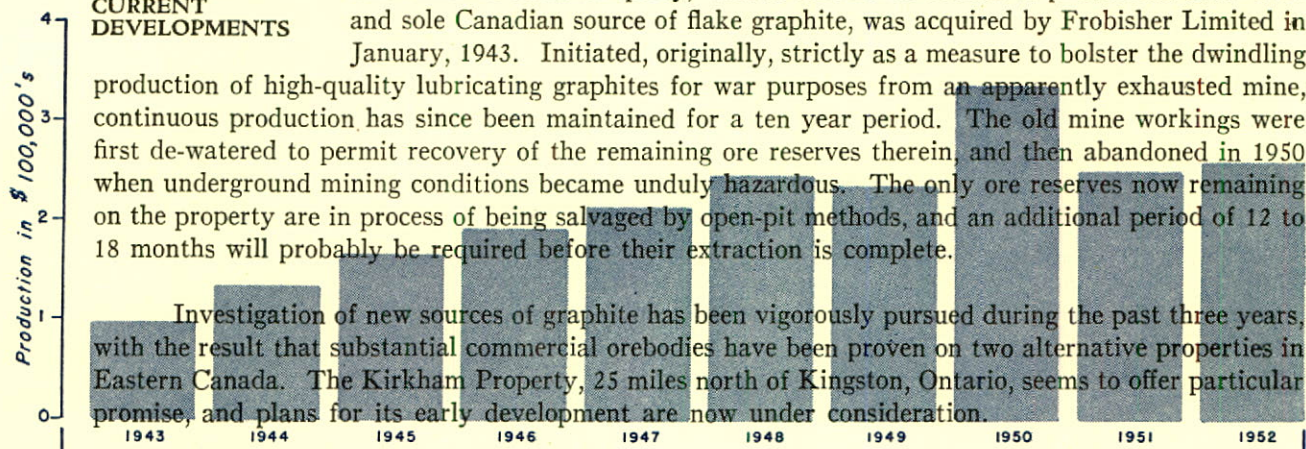 CURRENT
DEVELOPMENTS
and sole Canadian source of flake graphite, was acquired by Frobisher Limited in
January, 1943. Initiated, originally, strictly as a measure to bolster the dwindling
production of high-quality lubricating graphites for war purposes from an apparently exhausted mine,
continuous production has since been maintained for a ten year period. The old mine workings were
first de-watered to permit recovery of the remaining ore reserves therein, and then abandoned in 1950
when underground mining conditions became unduly hazardous. The only ore reserves now remaining
on the property are in process of being salvaged by open-pit methods, and an additional period of 12 to
18 months will probably be required before their extraction is complete.
Investigation of new sources of graphite has been vigorously pursued during the past three years,
with the result that substantial commercial orebodies have been proven on two alternative properties in
Eastern Canada. The Kirkham Property, 25 miles north of Kingston, Ontario, seems to offer particular
promise, and plans for its early development are now under consideration.
Production in $ 100,000's
4
3
2
1
0
1943 1944 1945 1946 1947 1948 1949 1950 1951 1952